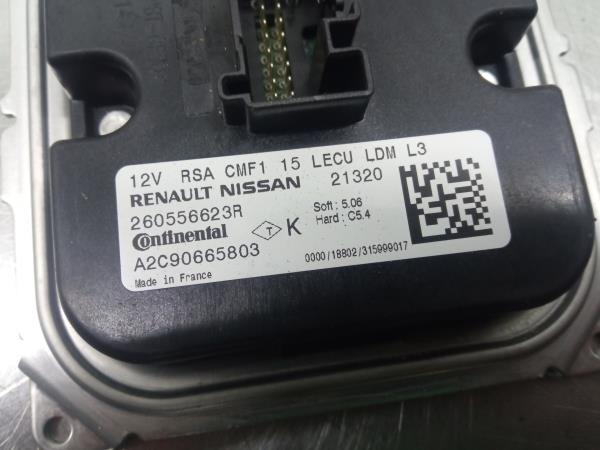 12V RSA CMF1 15 LECU LDM L3
RENAULT NISSAN 21320
260556623R Soft: 5.06
Hard: C5.4
Continental T K
A2C90665803 0000/18802/315999017
Made in France